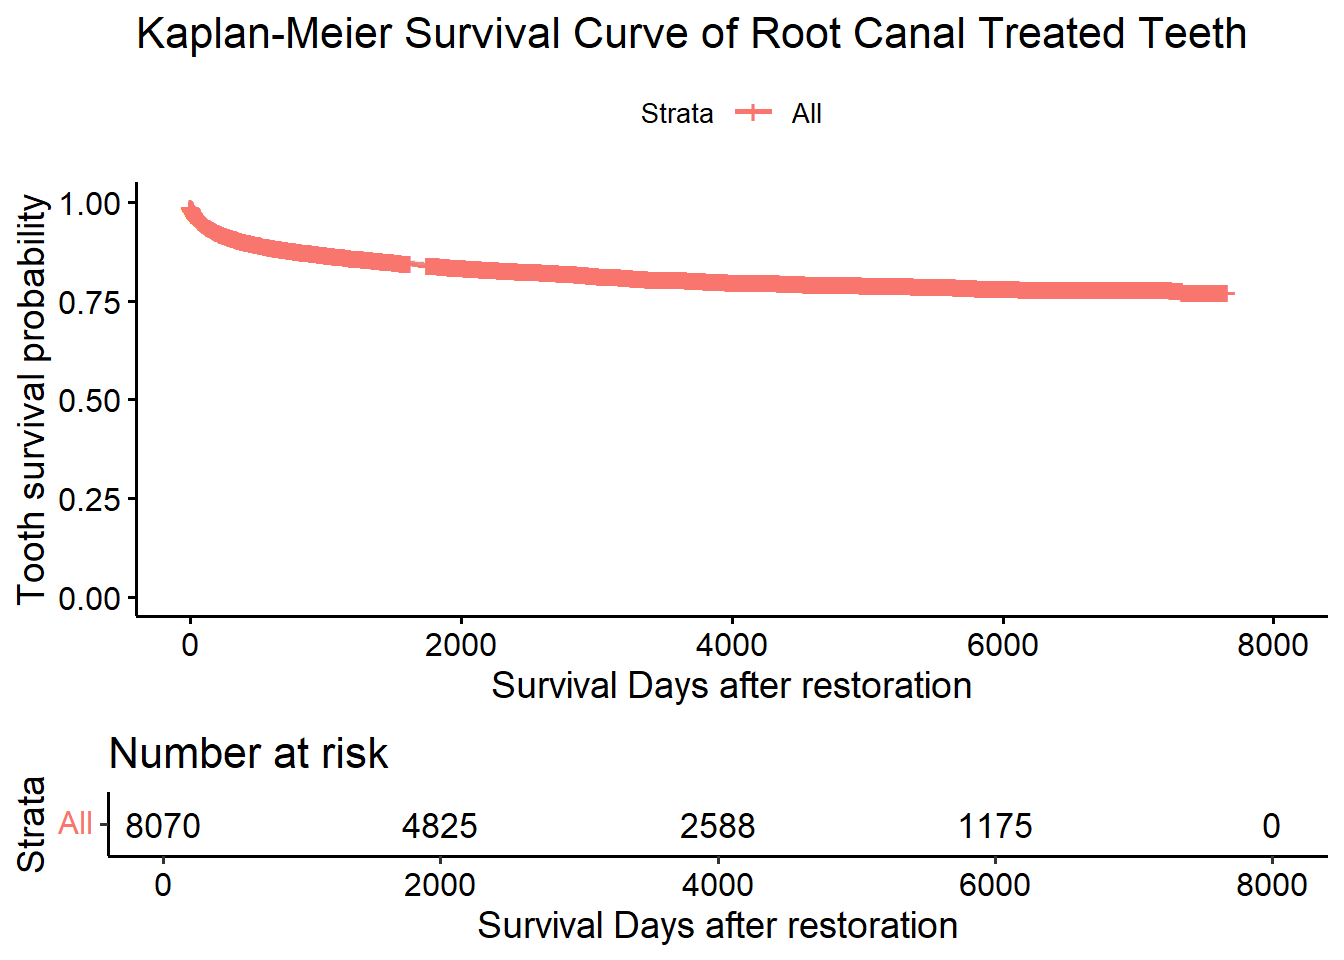 Kaplan-Meier Survival Curve of Root Canal Treated Teeth
Strata All
Tooth survival probability
1.00
0.75
0.50
0.25
0.00
0 2000 4000 6000 8000
Survival Days after restoration
Number at risk
Strata
All 8070 4825 2588 1175 0
0 2000 4000 6000 8000
Survival Days after restoration